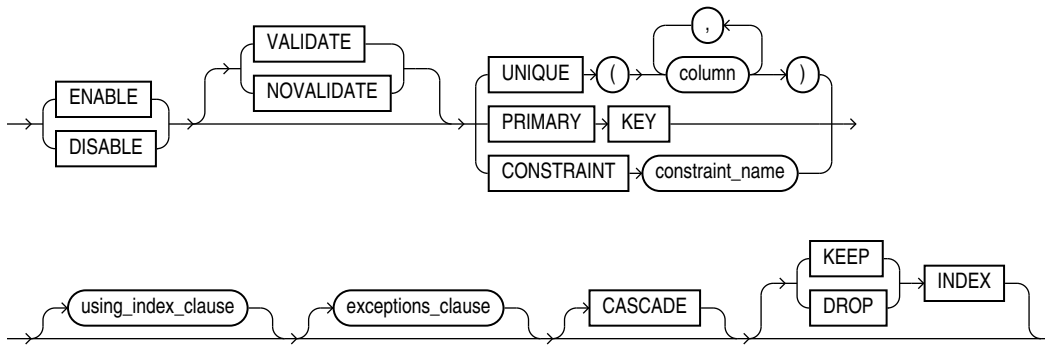 ENABLE
DISABLE
VALIDATE
NOVALIDATE
UNIQUE ( column , )
PRIMARY KEY
CONSTRAINT constraint_name
using_index_clause
exceptions_clause
CASCADE
KEEP
DROP
INDEX